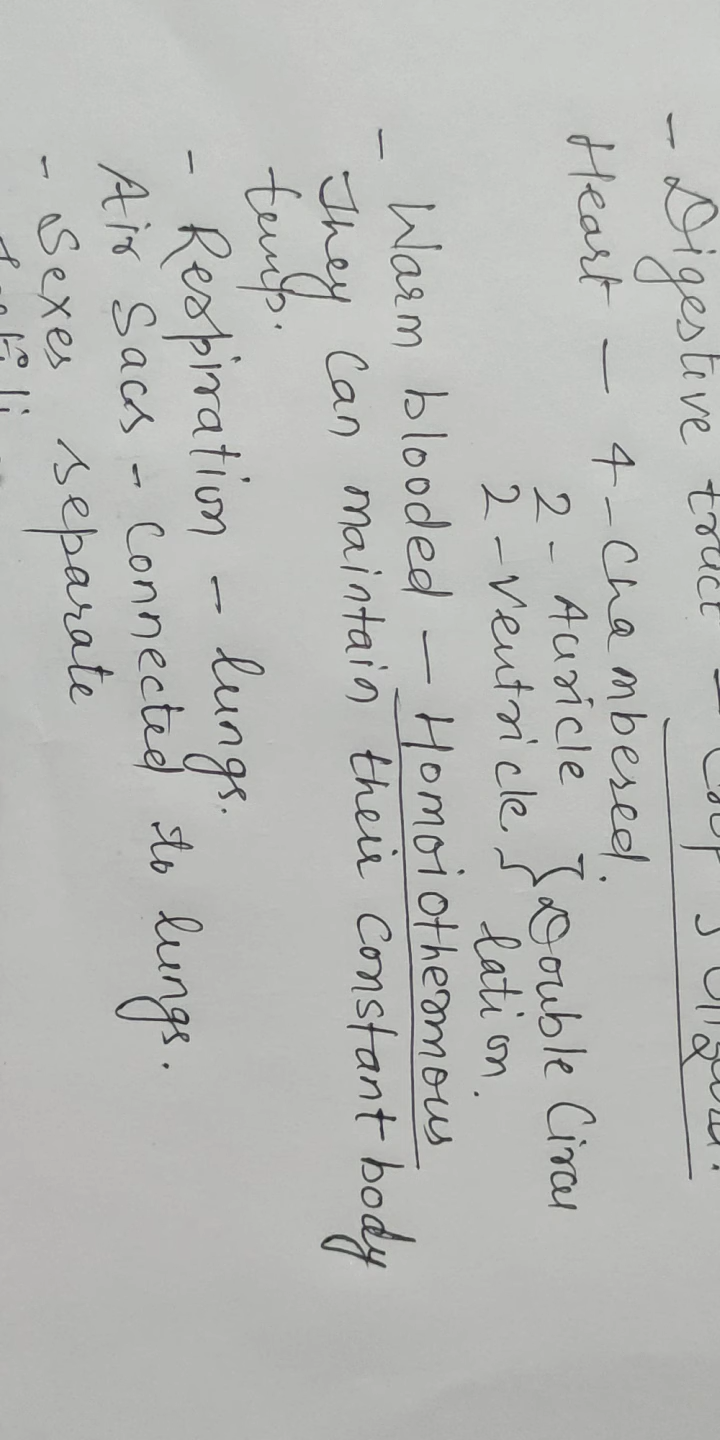 - Digestive tract -
Heart - 4 - Chambered.
2 - Auricle } Double Circu
2 - Ventricle } lation.
- Warm blooded - Homoiothermous
They can maintain their constant body
temp.
- Respiration - lungs.
Air Sacs - Connected to lungs.
- Sexes separate